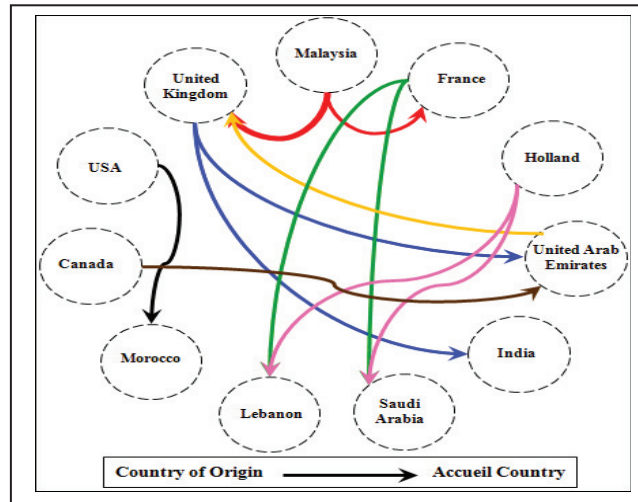 Malaysia
United
Kingdom
France
USA
Holland
Canada
United Arab
Emirates
Morocco
India
Lebanon
Saudi
Arabia
Country of Origin Accueil Country